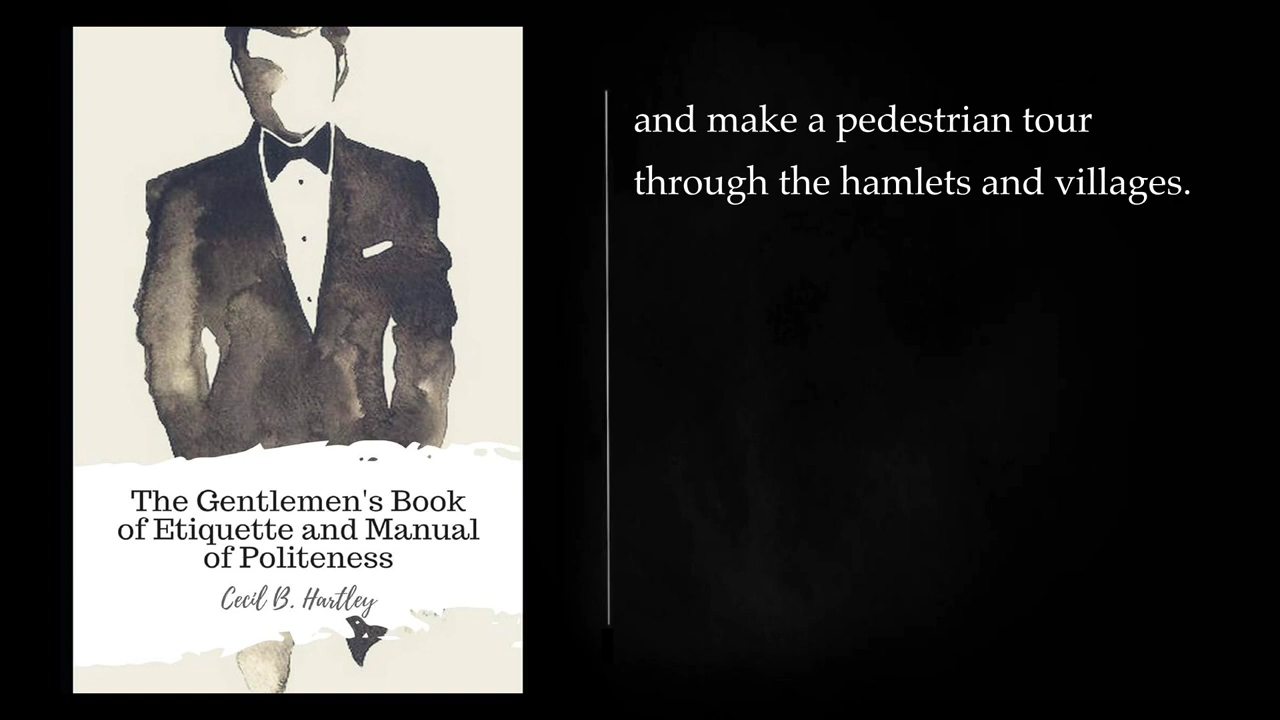 The Gentlemen's Book
of Etiquette and Manual
of Politeness
Cecil B. Hartley
and make a pedestrian tour
through the hamlets and villages.